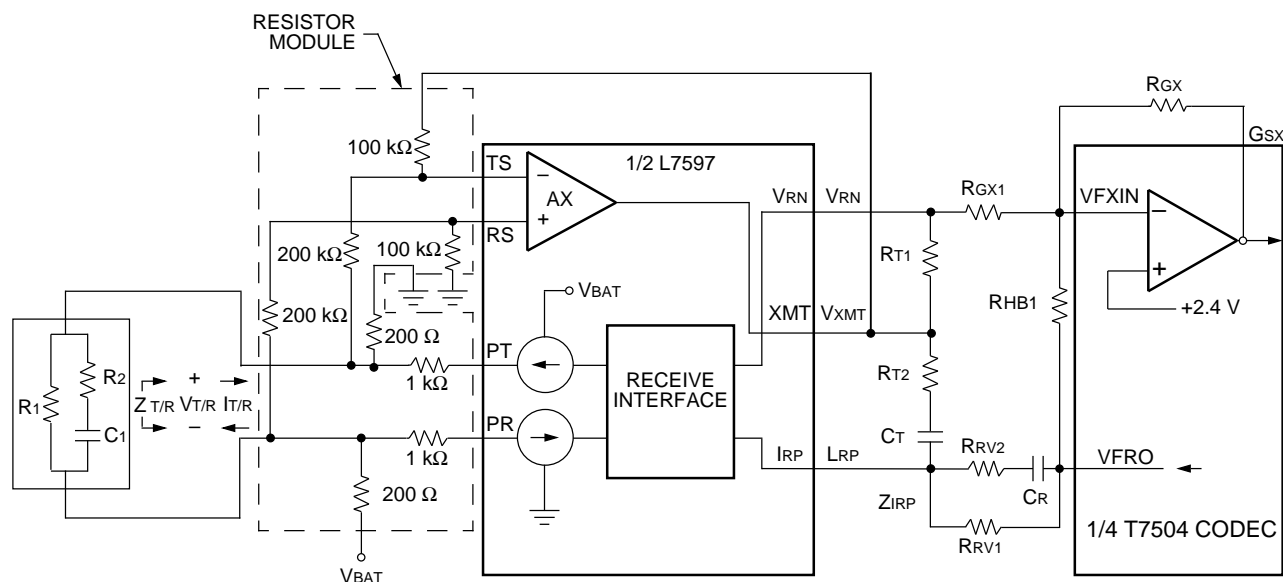 RESISTOR
MODULE
RGX
GSX
100 kΩ
TS
1/2 L7597
AX
RS
100 kΩ
VRN
VRN
RGX1
VFXIN
200 kΩ
RT1
RHB1
+2.4 V
VBAT
200 kΩ
XMT
VXMT
200 Ω
PT
1 kΩ
RECEIVE
INTERFACE
RT2
R1
R2
C1
Z T/R
+
VT/R
–
IT/R
PR
1 kΩ
CT
IRP
LRP
RRV2
CR
VFRO
200 Ω
ZIRP
RRV1
1/4 T7504 CODEC
VBAT
–
+
–
+